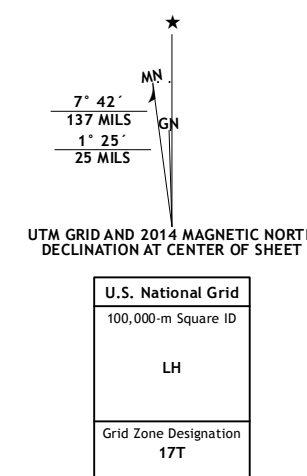 ★
MN
7° 42´
137 MILS
GN
1° 25´
25 MILS
UTM GRID AND 2014 MAGNETIC NORT
DECLINATION AT CENTER OF SHEET
U.S. National Grid
100,000-m Square ID
LH
Grid Zone Designation
17T